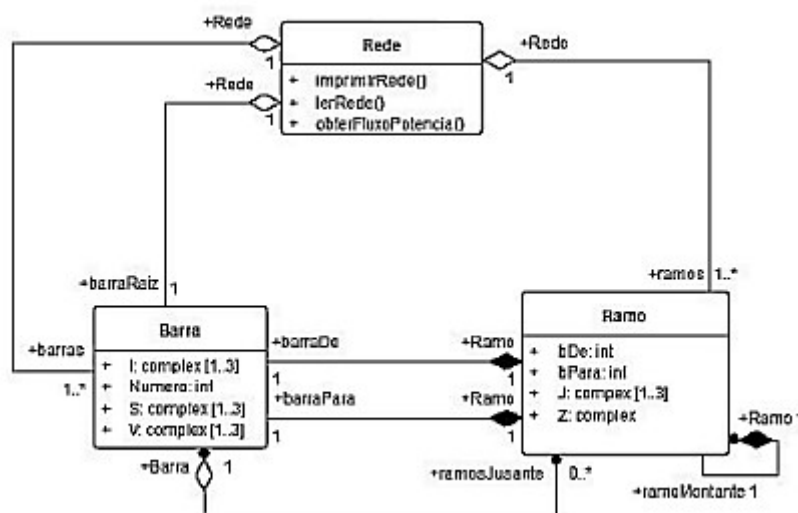 +Rede
1
Rede
+Rede
1
+Rede
1
+ imprimirRede()
+ lerRede()
+ obterFluxoPotencia()
+barraRaiz
1
+ramos
1..*
+barras
1..*
Barra
+ I: complex [1..3]
+ Numero: int
+ S: complex [1..3]
+ V: complex [1..3]
+barraDe
1
+Ramo
1
+barraPara
1
+Ramo
1
Ramo
+ bDe: int
+ bPara: int
+ J: compex [1..3]
+ Z: complex
+Ramo 1
+Barra
1
+ramosJusante
0..*
+ramoMontante 1